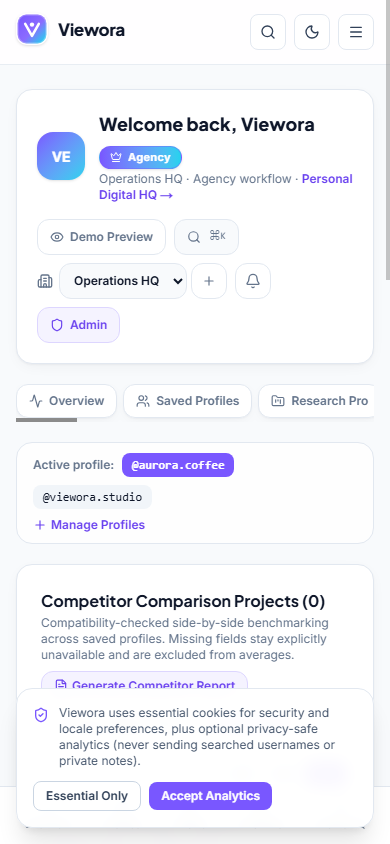 Viewora
Welcome back, Viewora
VE
Agency
Operations HQ · Agency workflow · Personal
Digital HQ →
Demo Preview
⌘K
Operations HQ
Admin
Overview
Saved Profiles
Research Pro
Active profile: @aurora.coffee
@viewora.studio
Manage Profiles
Competitor Comparison Projects (0)
Compatibility-checked side-by-side benchmarking
across saved profiles. Missing fields stay explicitly
unavailable and are excluded from averages.
Generate Competitor Report
Viewora uses essential cookies for security and
locale preferences, plus optional privacy-safe
analytics (never sending searched usernames or
private notes).
Essential Only
Accept Analytics